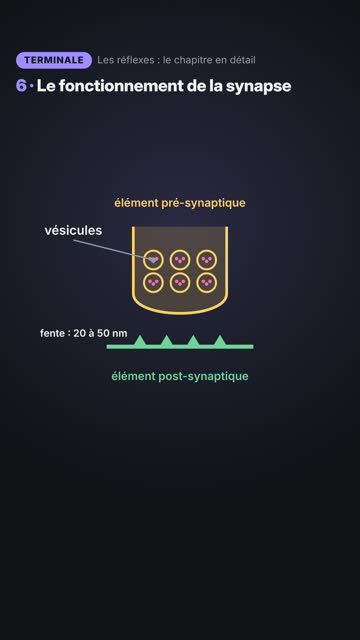 TERMINALE Les réflexes : le chapitre en détail
6 · Le fonctionnement de la synapse
élément pré-synaptique
vésicules
fente : 20 à 50 nm
élément post-synaptique